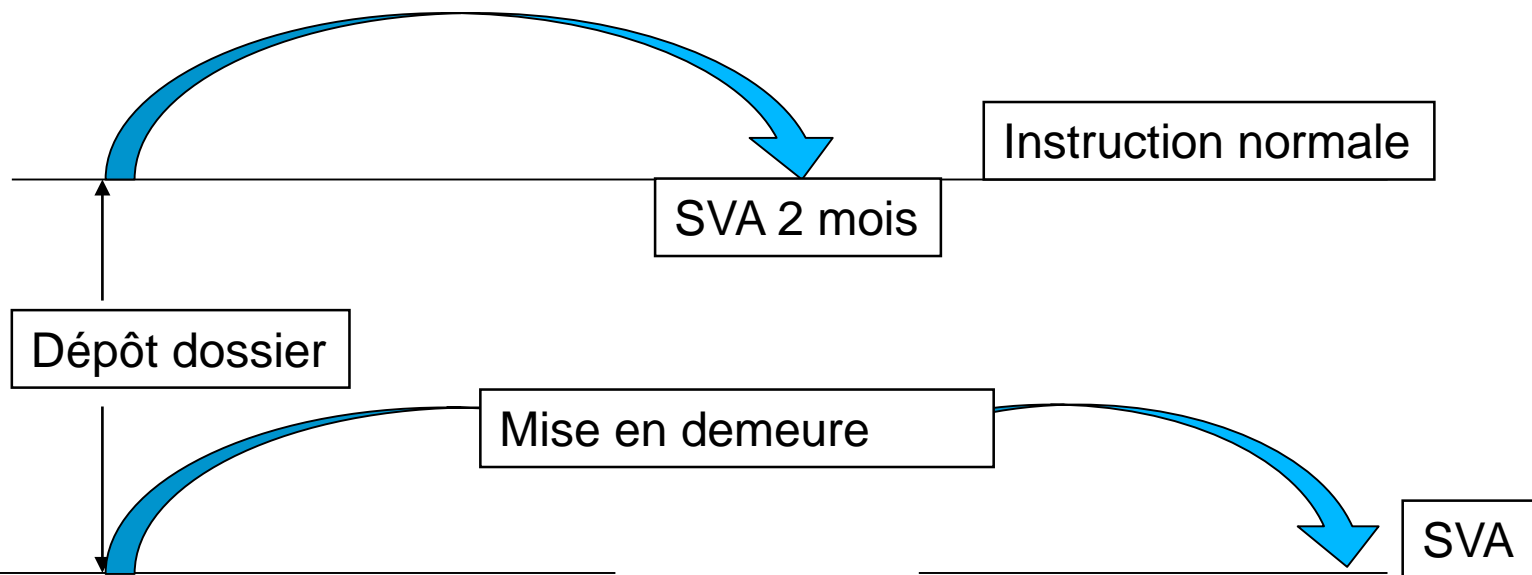 Instruction normale
SVA 2 mois
Dépôt dossier
Mise en demeure
SVA